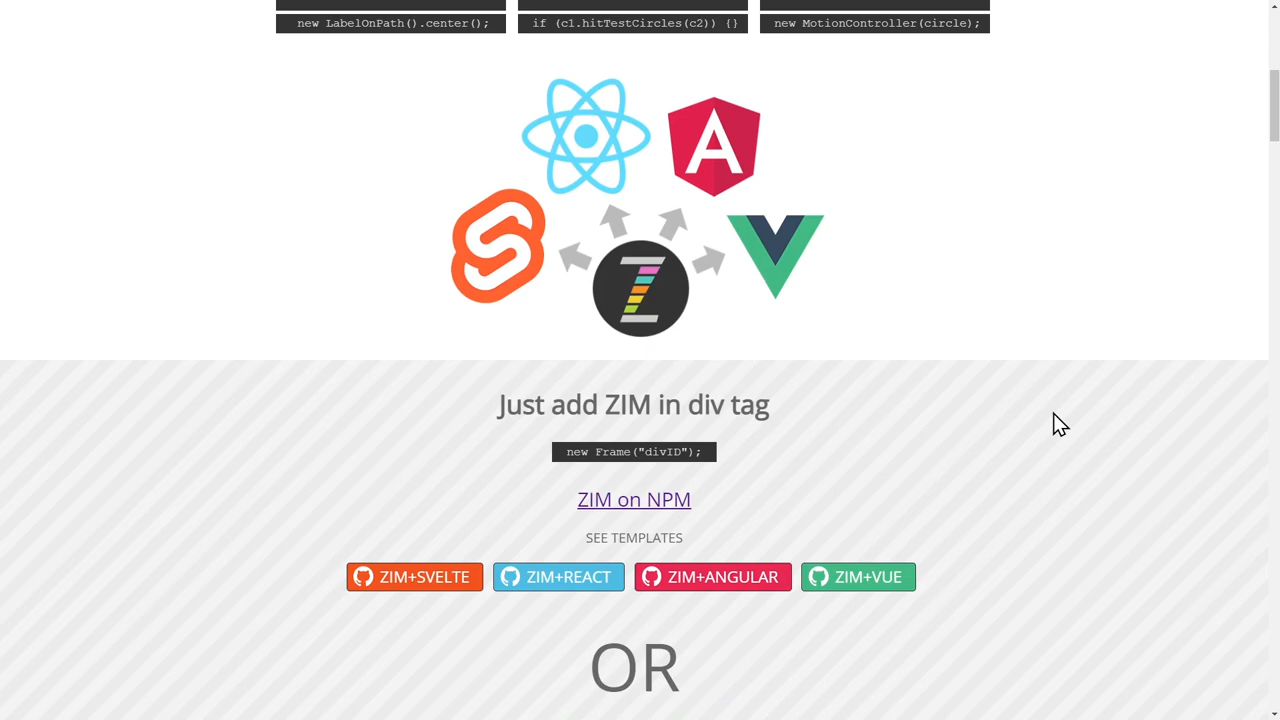 new LabelOnPath().center();
if (c1.hitTestCircles(c2)) {}
new MotionController(circle);
Just add ZIM in div tag
new Frame("divID");
ZIM on NPM
SEE TEMPLATES
ZIM+SVELTE
ZIM+REACT
ZIM+ANGULAR
ZIM+VUE
OR